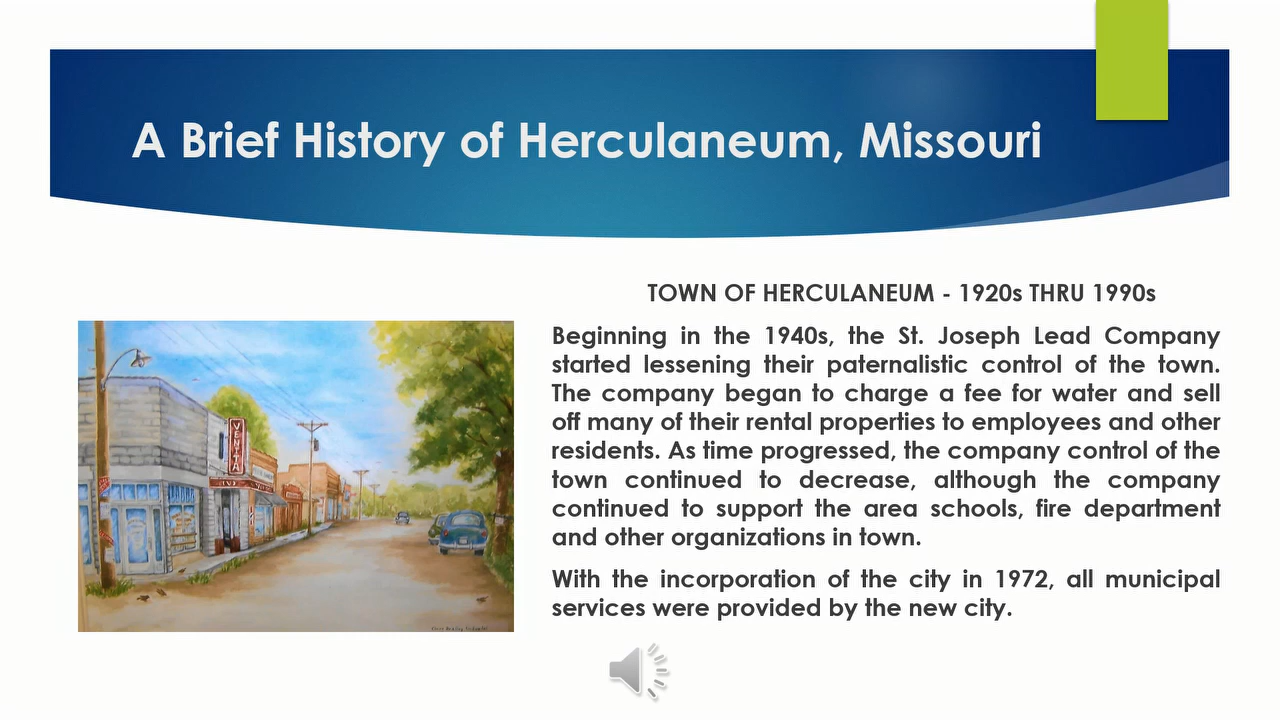 A Brief History of Herculaneum, Missouri
TOWN OF HERCULANEUM - 1920s THRU 1990s
Beginning in the 1940s, the St. Joseph Lead Company
started lessening their paternalistic control of the town.
The company began to charge a fee for water and sell
off many of their rental properties to employees and other
residents. As time progressed, the company control of the
town continued to decrease, although the company
continued to support the area schools, fire department
and other organizations in town.
With the incorporation of the city in 1972, all municipal
services were provided by the new city.
VENITA